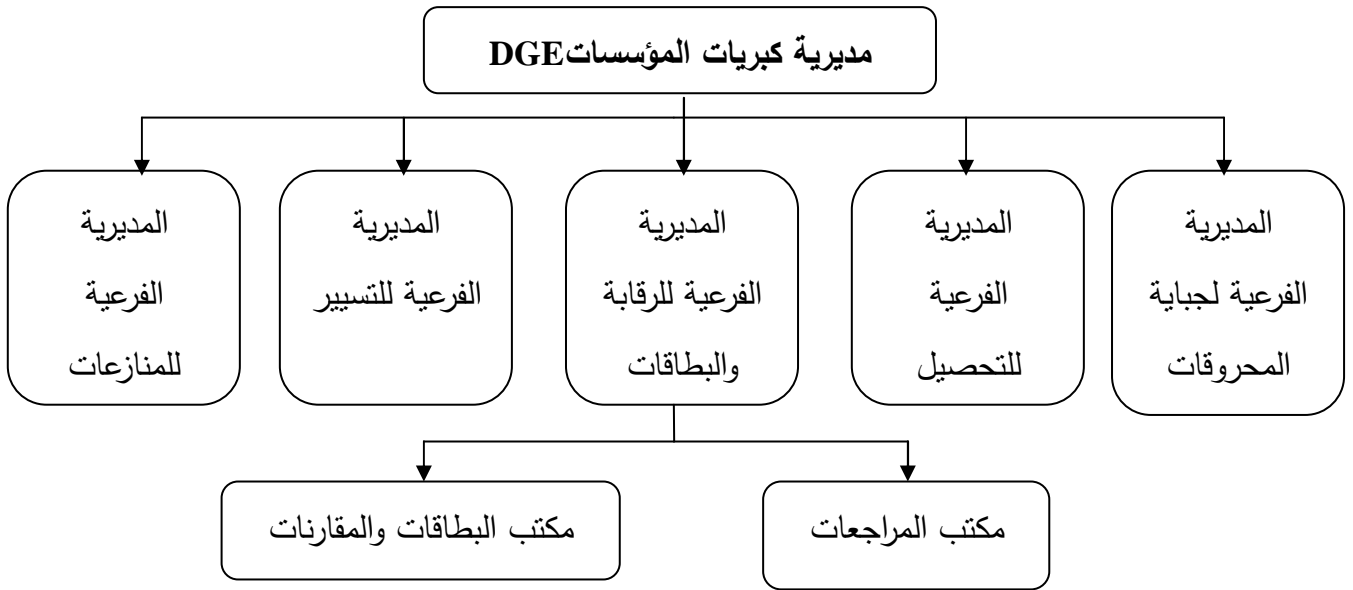 مديرية كبريات المؤسساتDGE
المديرية
الفرعية لجباية
المحروقات
المديرية
الفرعية
للتحصيل
المديرية
الفرعية للرقابة
والبطاقات
المديرية
الفرعية للتسيير
المديرية
الفرعية
للمنازعات
مكتب المراجعات
مكتب البطاقات والمقارنات